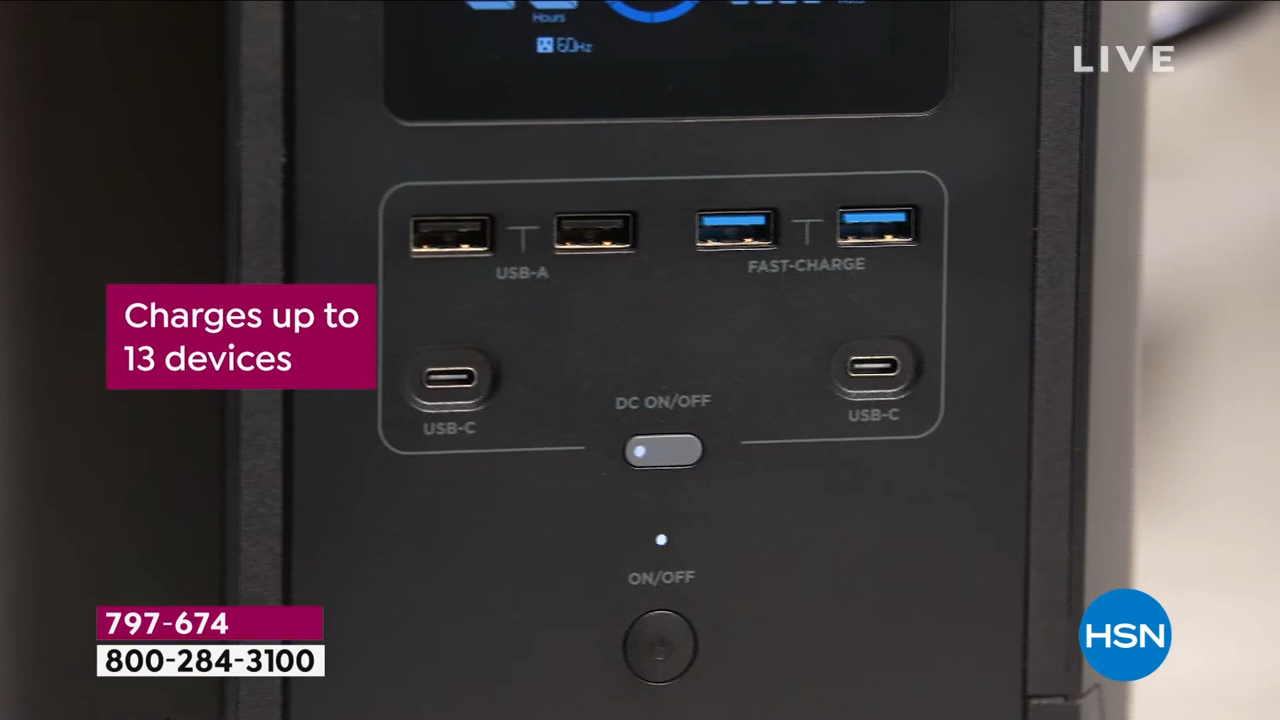 Hours
60Hz
LIVE
USB-A
FAST-CHARGE
Charges up to
13 devices
USB-C
DC ON/OFF
USB-C
ON/OFF
797-674
800-284-3100
HSN